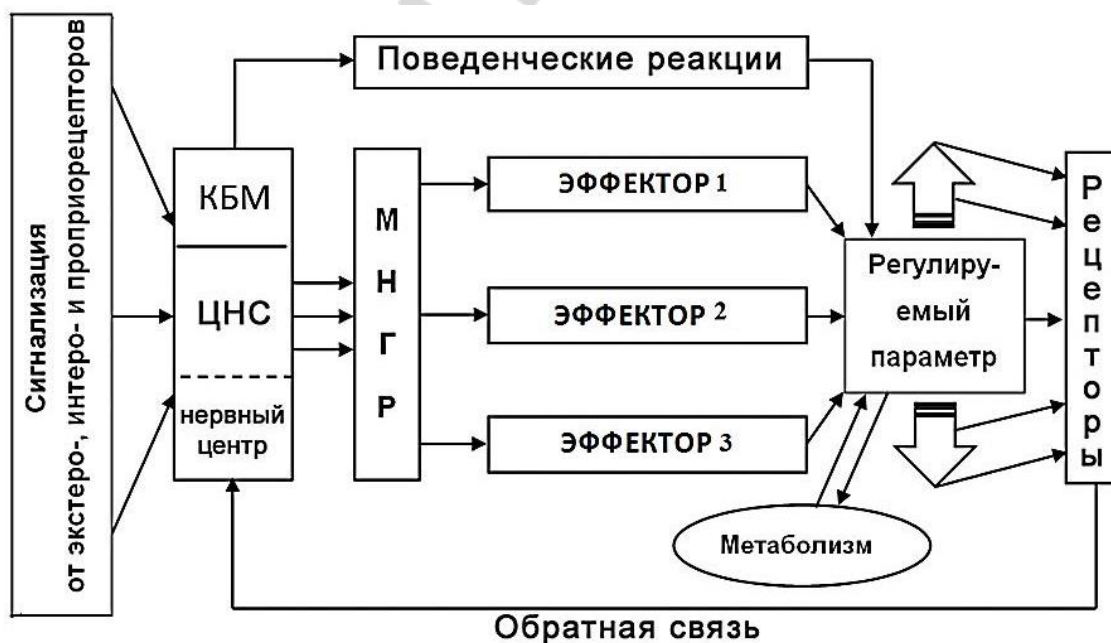 Сигнализация
от экстеро-, интеро- и проприорецепторов
Поведенческие реакции
КБМ
ЦНС
нервный
центр
М
Н
Г
Р
ЭФФЕКТОР 1
ЭФФЕКТОР 2
ЭФФЕКТОР 3
Регулиру-
емый
параметр
Метаболизм
Рецепторы
Обратная связь